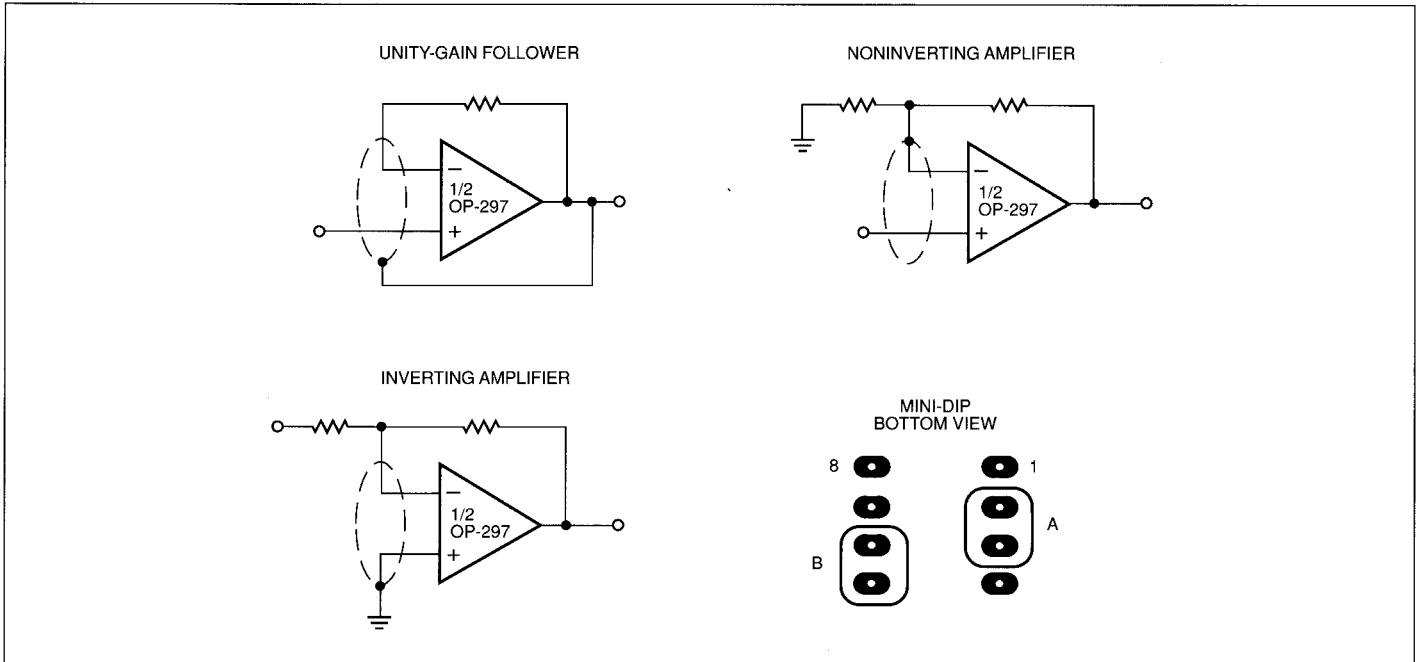 UNITY-GAIN FOLLOWER
−
1/2
OP-297
+
NONINVERTING AMPLIFIER
−
1/2
OP-297
+
INVERTING AMPLIFIER
−
1/2
OP-297
+
MINI-DIP
BOTTOM VIEW
8
1
A
B